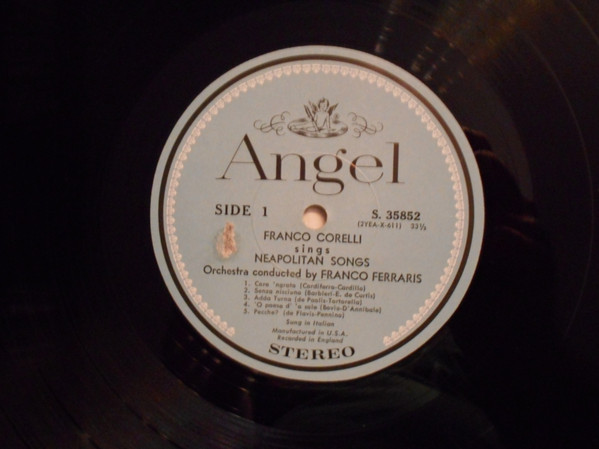 Angel
SIDE 1
S. 35852
(2YEA-X-611) 33⅓
FRANCO CORELLI
sings
NEAPOLITAN SONGS
Orchestra conducted by FRANCO FERRARIS
1. Core 'ngrato (Cordiferro-Cardillo)
2. Senza nisciuno (Barbieri-E. de Curtis)
3. Addo Turna (de Paolis-Tortorella)
4. 'O paese d' 'o sole (Bovio-D'Annibale)
5. Pecche? (de Flavis-Pennino)
Sung in Italian
Manufactured in U.S.A.
Recorded in England
STEREO